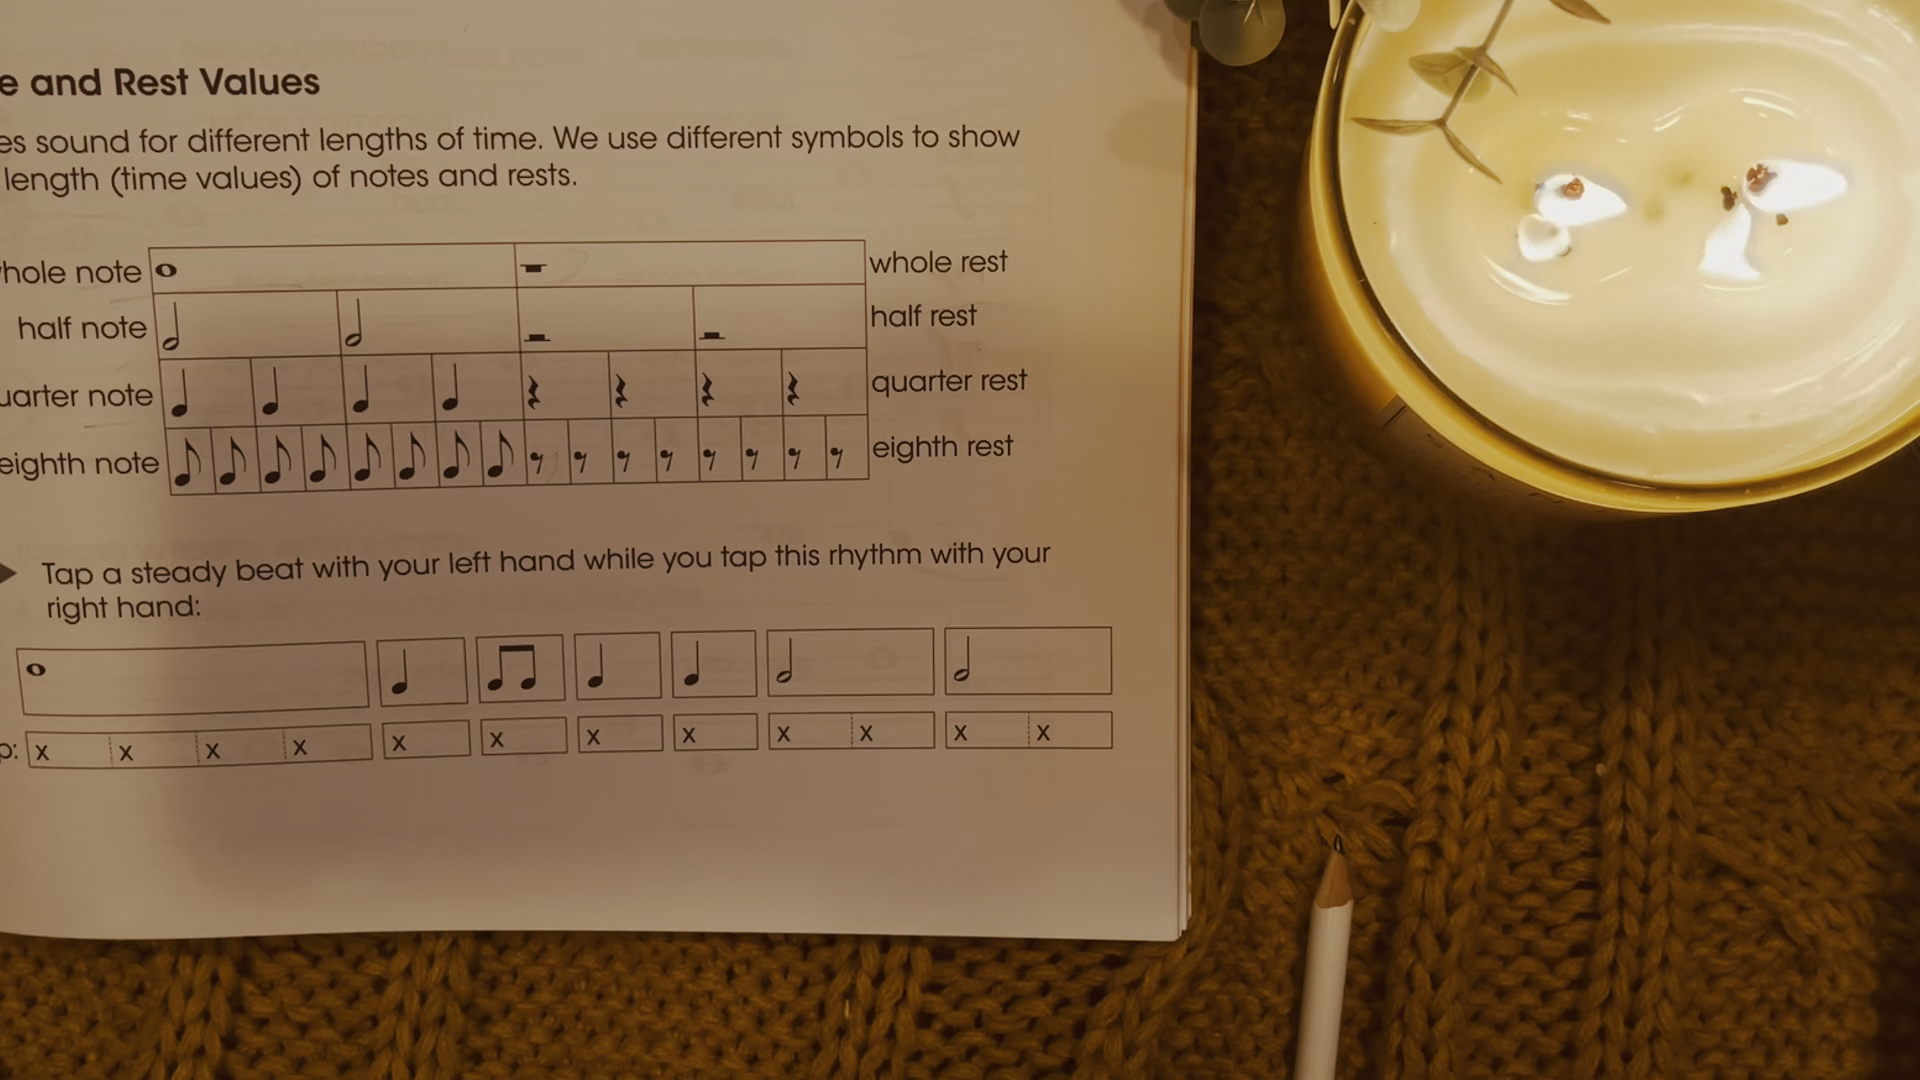 e and Rest Values
es sound for different lengths of time. We use different symbols to show
length (time values) of notes and rests.
hole note whole rest
half note half rest
uarter note quarter rest
eighth note eighth rest
Tap a steady beat with your left hand while you tap this rhythm with your
right hand:
p: x x x x x x x x x x x x